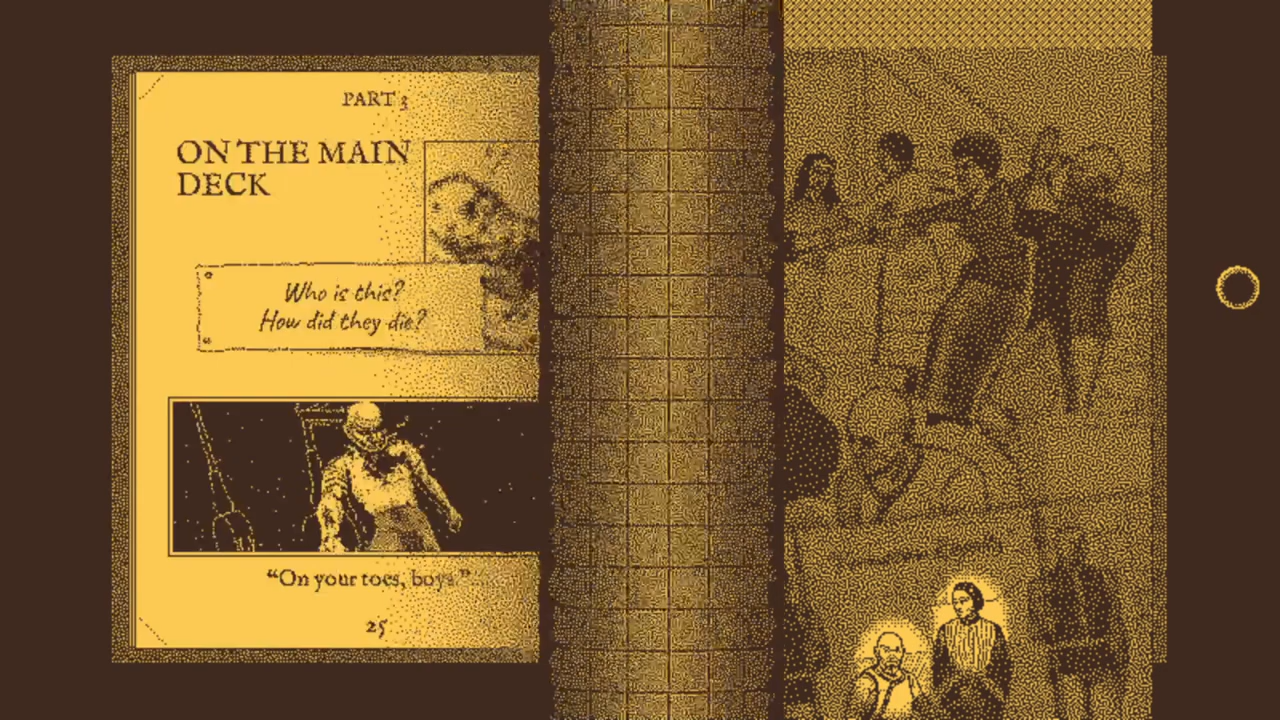 PART 3
ON THE MAIN
DECK
Who is this?
How did they die?
“On your toes, boys.”
25